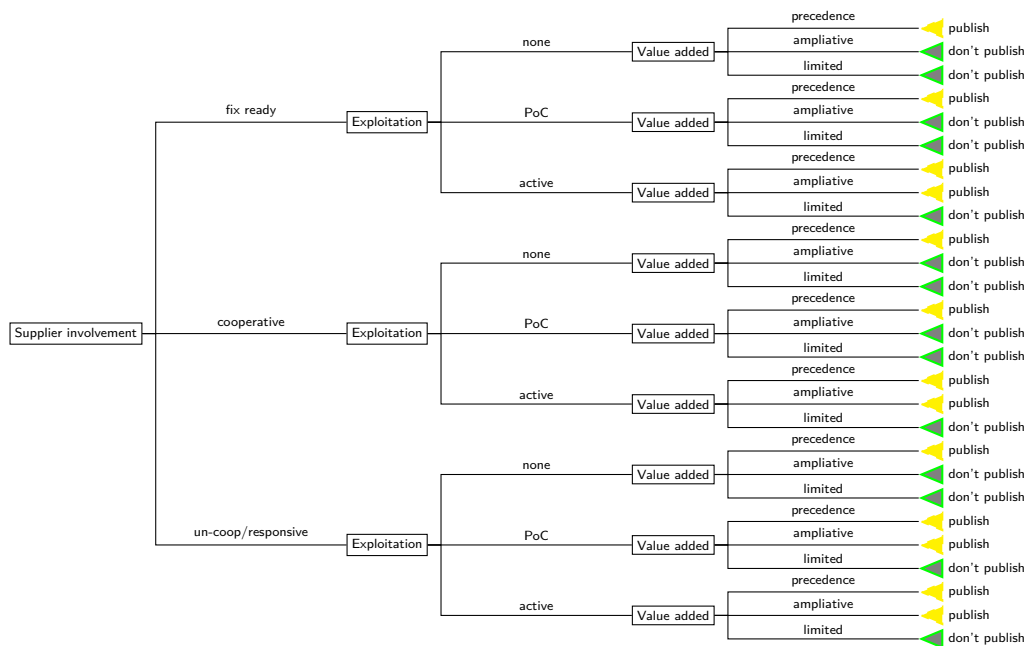 precedence
publish
none
ampliative
Value added
don't publish
limited
don't publish
precedence
publish
fix ready
PoC
ampliative
Exploitation
Value added
don't publish
limited
don't publish
precedence
publish
active
ampliative
Value added
publish
limited
don't publish
precedence
publish
none
ampliative
Value added
don't publish
limited
don't publish
precedence
publish
cooperative
PoC
ampliative
Supplier involvement
Exploitation
Value added
don't publish
limited
don't publish
precedence
publish
active
ampliative
Value added
publish
limited
don't publish
precedence
publish
none
ampliative
Value added
don't publish
limited
don't publish
precedence
publish
un-coop/responsive
PoC
ampliative
Exploitation
Value added
publish
limited
don't publish
precedence
publish
active
ampliative
Value added
publish
limited
don't publish